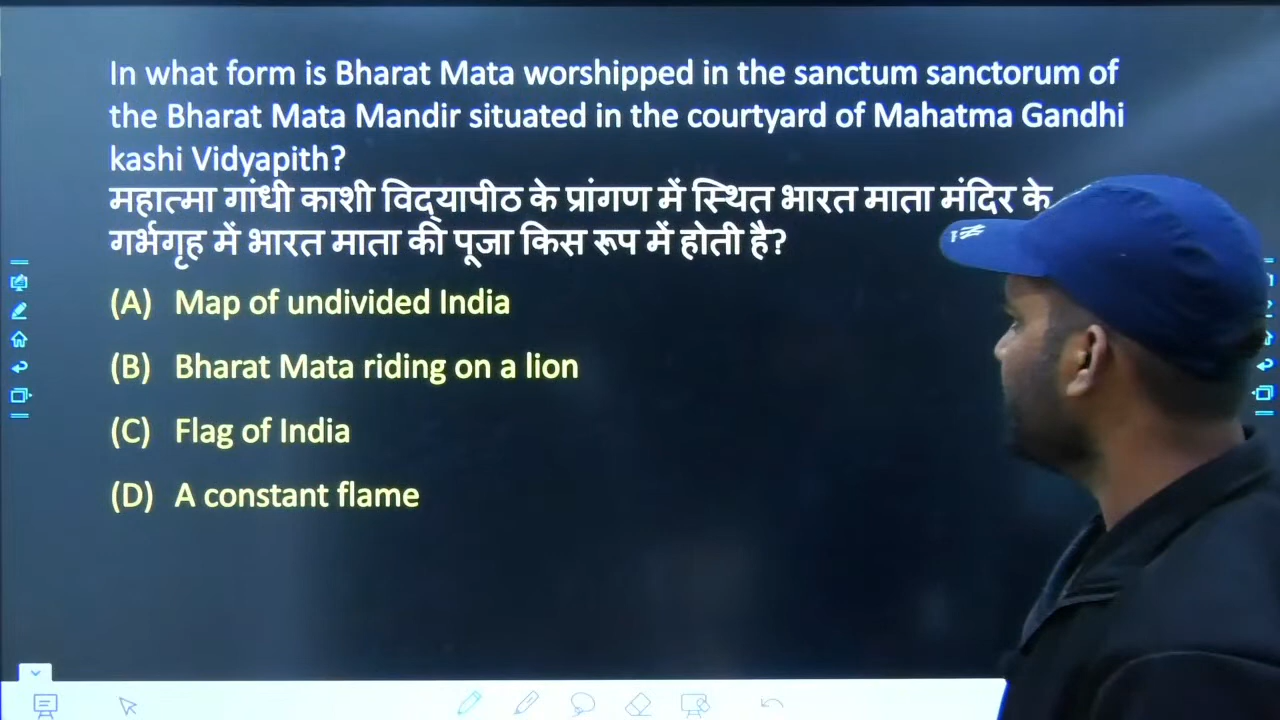 In what form is Bharat Mata worshipped in the sanctum sanctorum of
the Bharat Mata Mandir situated in the courtyard of Mahatma Gandhi
kashi Vidyapith?
महात्मा गांधी काशी विद्यापीठ के प्रांगण में स्थित भारत माता मंदिर के
गर्भगृह में भारत माता की पूजा किस रूप में होती है?
(A) Map of undivided India
(B) Bharat Mata riding on a lion
(C) Flag of India
(D) A constant flame